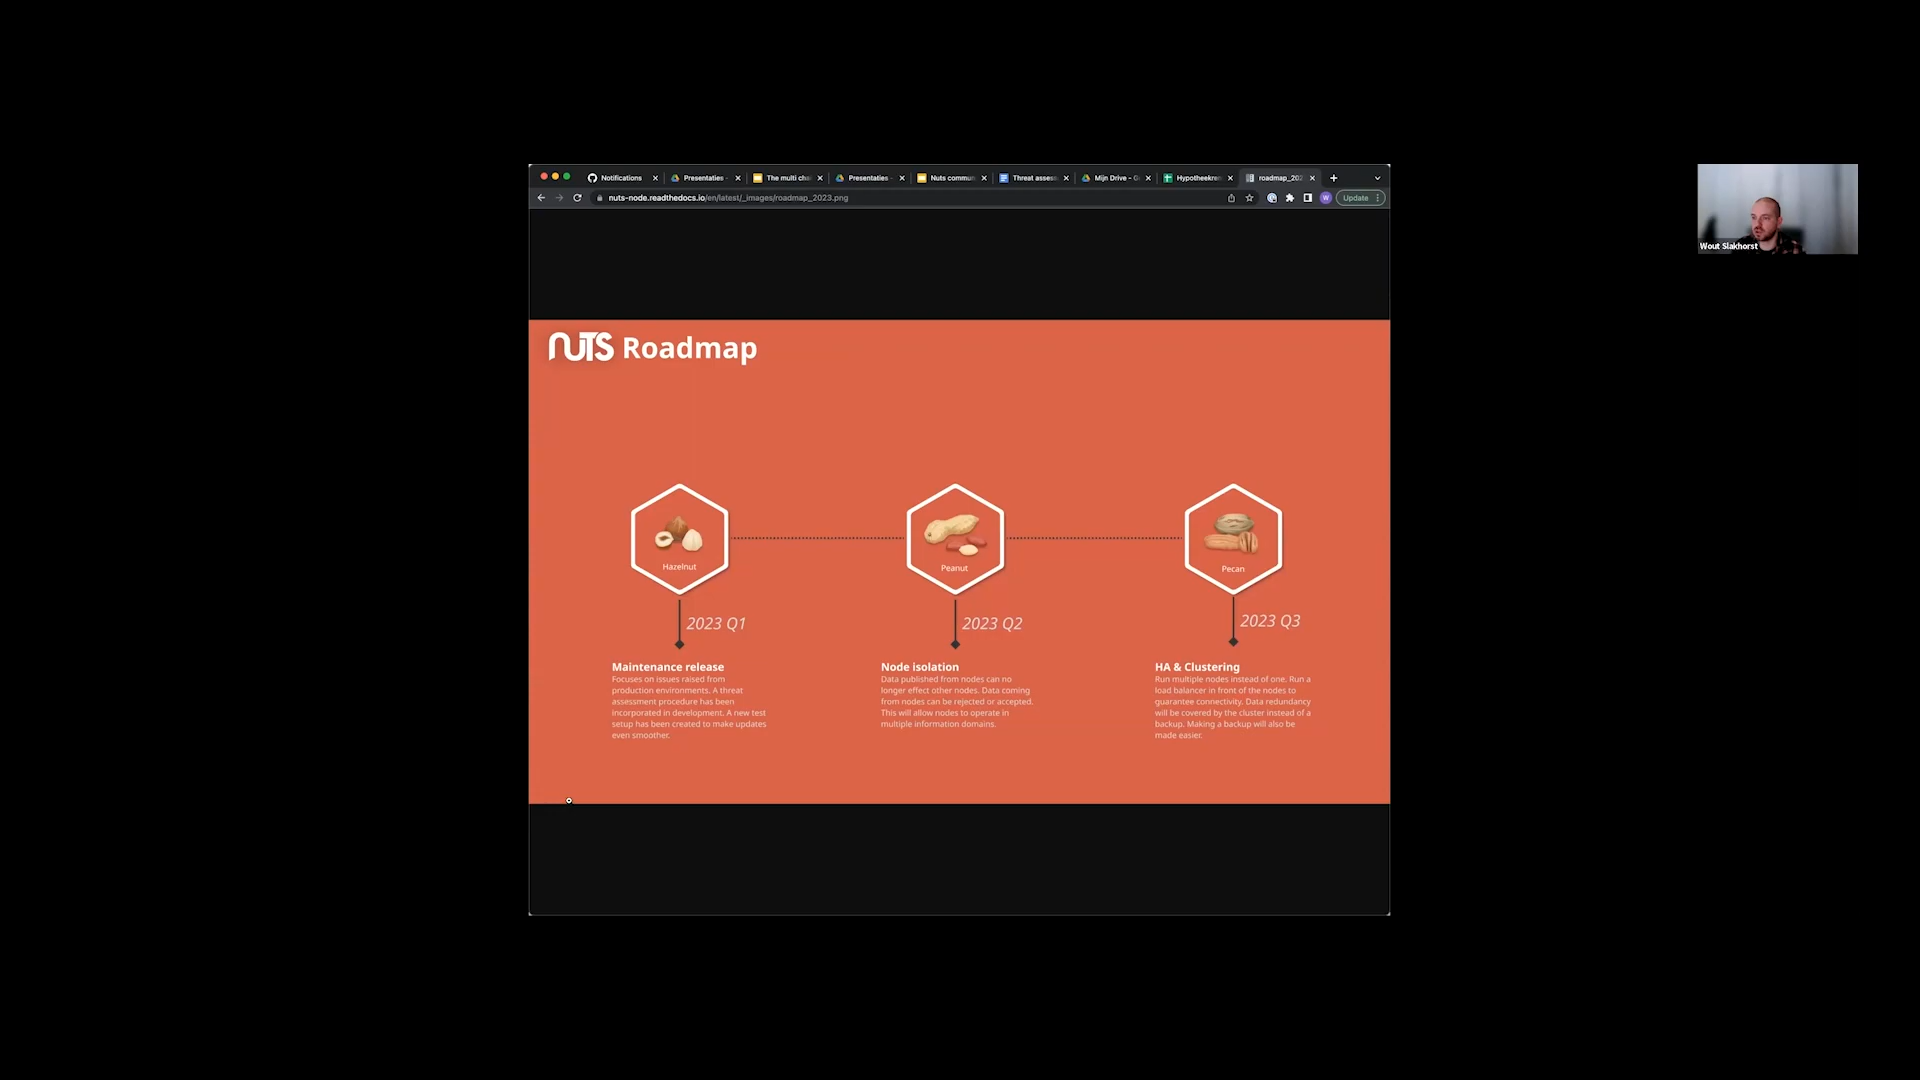 Notifications
Presentaties -
The multi cha
Presentaties -
Nuts commun
Threat assess
Mijn Drive - G
Hypotheekren
roadmap_202
nuts-node.readthedocs.io/en/latest/_images/roadmap_2023.png
W
Update
Wout Slakhorst
nuts Roadmap
Hazelnut
Peanut
Pecan
2023 Q1
2023 Q2
2023 Q3
Maintenance release
Focuses on issues raised from
production environments. A threat
assessment procedure has been
incorporated in development. A new test
setup has been created to make updates
even smoother.
Node isolation
Data published from nodes can no
longer effect other nodes. Data coming
from nodes can be rejected or accepted.
This will allow nodes to operate in
multiple information domains.
HA & Clustering
Run multiple nodes instead of one. Run a
load balancer in front of the nodes to
guarantee connectivity. Data redundancy
will be covered by the cluster instead of a
backup. Making a backup will also be
made easier.